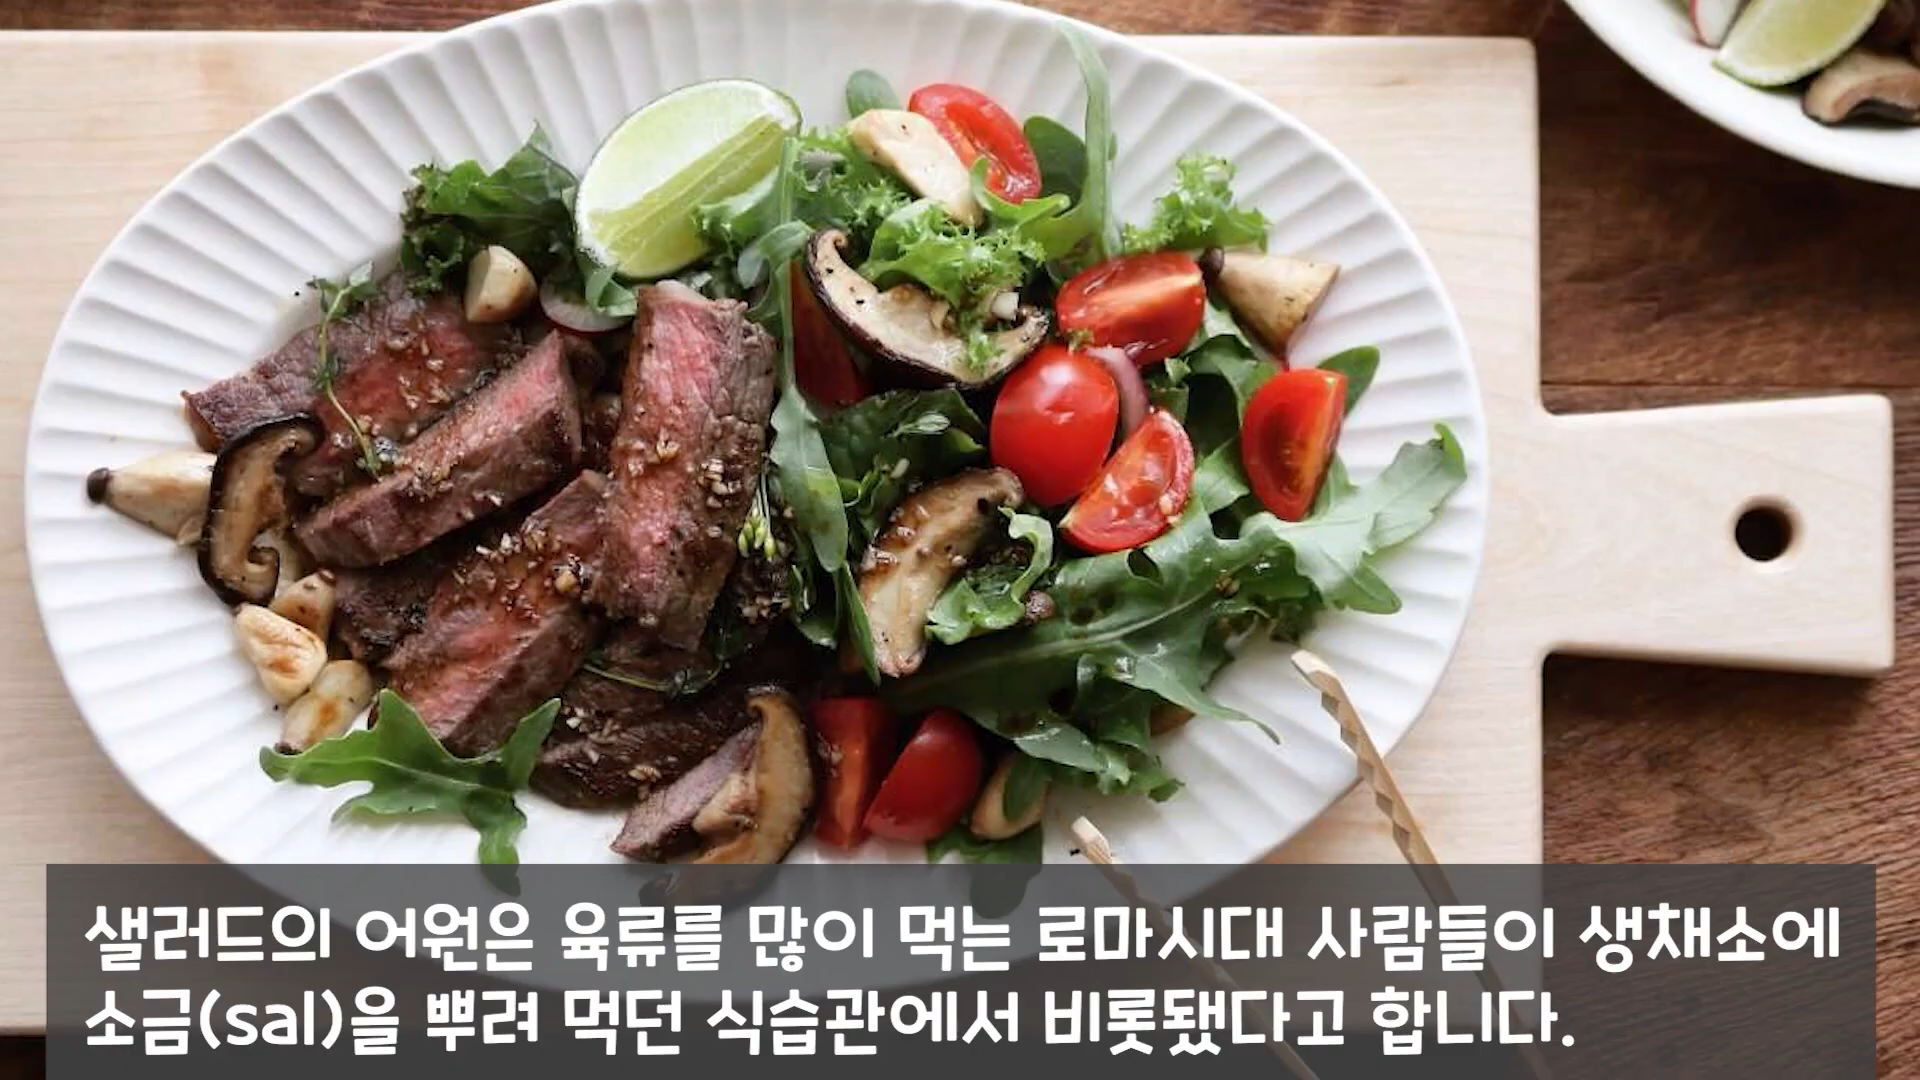 샐러드의 어원은 육류를 많이 먹는 로마시대 사람들이 생채소에
소금(sal)을 뿌려 먹던 식습관에서 비롯됐다고 합니다.